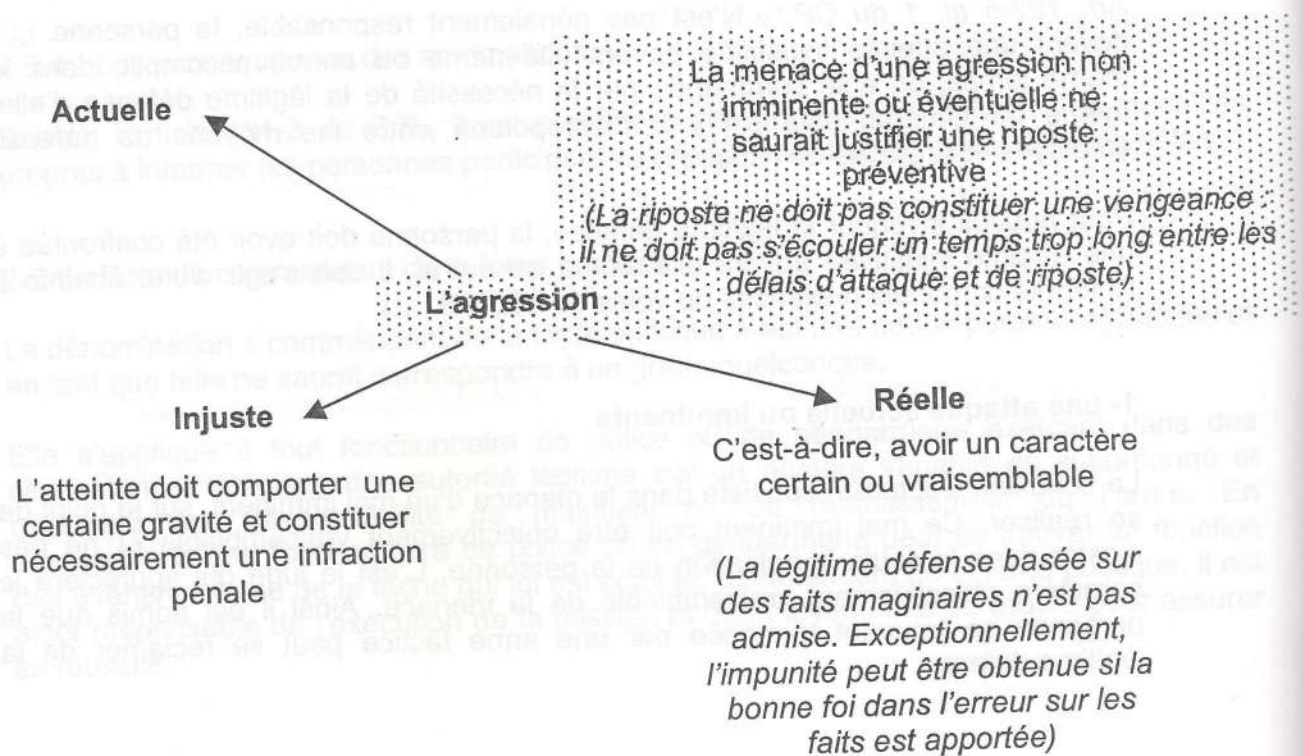 Actuelle
La menace d'une agression non
imminente ou éventuelle ne
saurait justifier une riposte
préventive
(La riposte ne doit pas constituer une vengeance :
il ne doit pas s'écouler un temps trop long entre les
délais d'attaque et de riposte)
L'agression
Injuste
L'atteinte doit comporter une
certaine gravité et constituer
nécessairement une infraction
pénale
Réelle
C'est-à-dire, avoir un caractère
certain ou vraisemblable
(La légitime défense basée sur
des faits imaginaires n'est pas
admise. Exceptionnellement,
l'impunité peut être obtenue si la
bonne foi dans l'erreur sur les
faits est apportée)